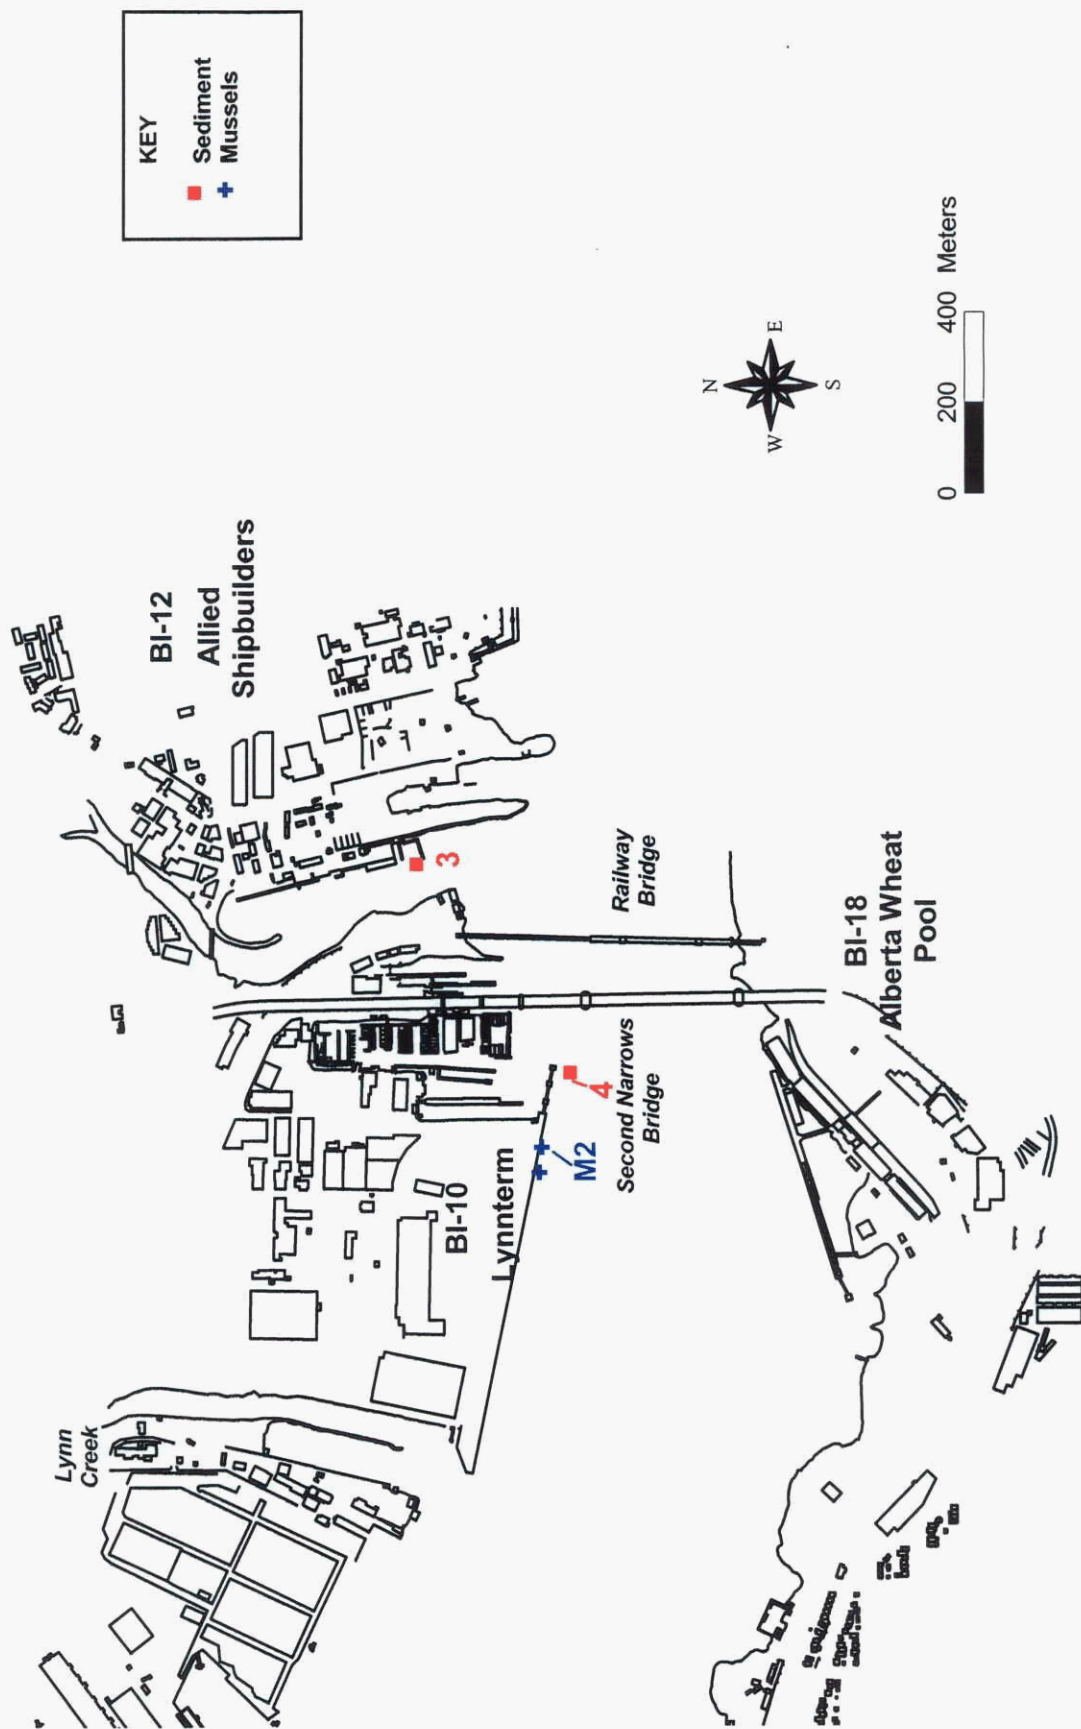 KEY
Sediment
Mussels
BI-12
Allied
Shipbuilders
N
W
E
S
0 200 400 Meters
3
Railway
Bridge
BI-18
Alberta Wheat
Pool
4
Second Narrows
Bridge
M2
BI-10
Lynnterm
Lynn
Creek